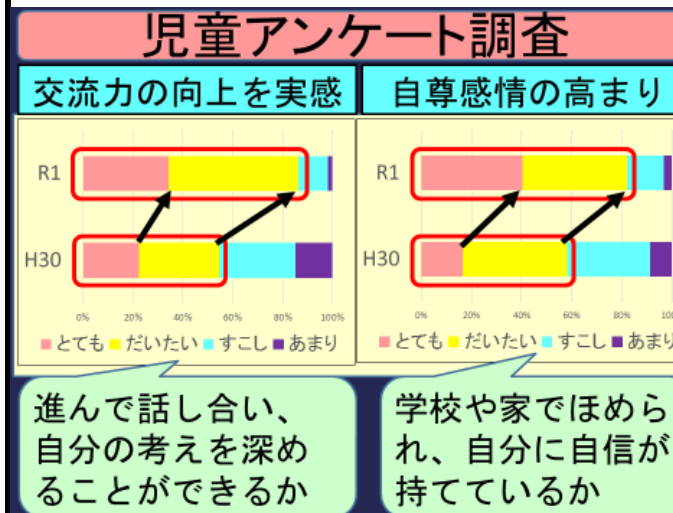 児童アンケート調査
交流力の向上を実感
自尊感情の高まり
R1
H30
0% 20% 40% 60% 80% 100%
とても だいたい すこし あまり
R1
H30
0% 20% 40% 60% 80%
とても だいたい すこし あまり
進んで話し合い、
自分の考えを深め
ることができるか
学校や家でほめら
れ、自分に自信が
持てているか